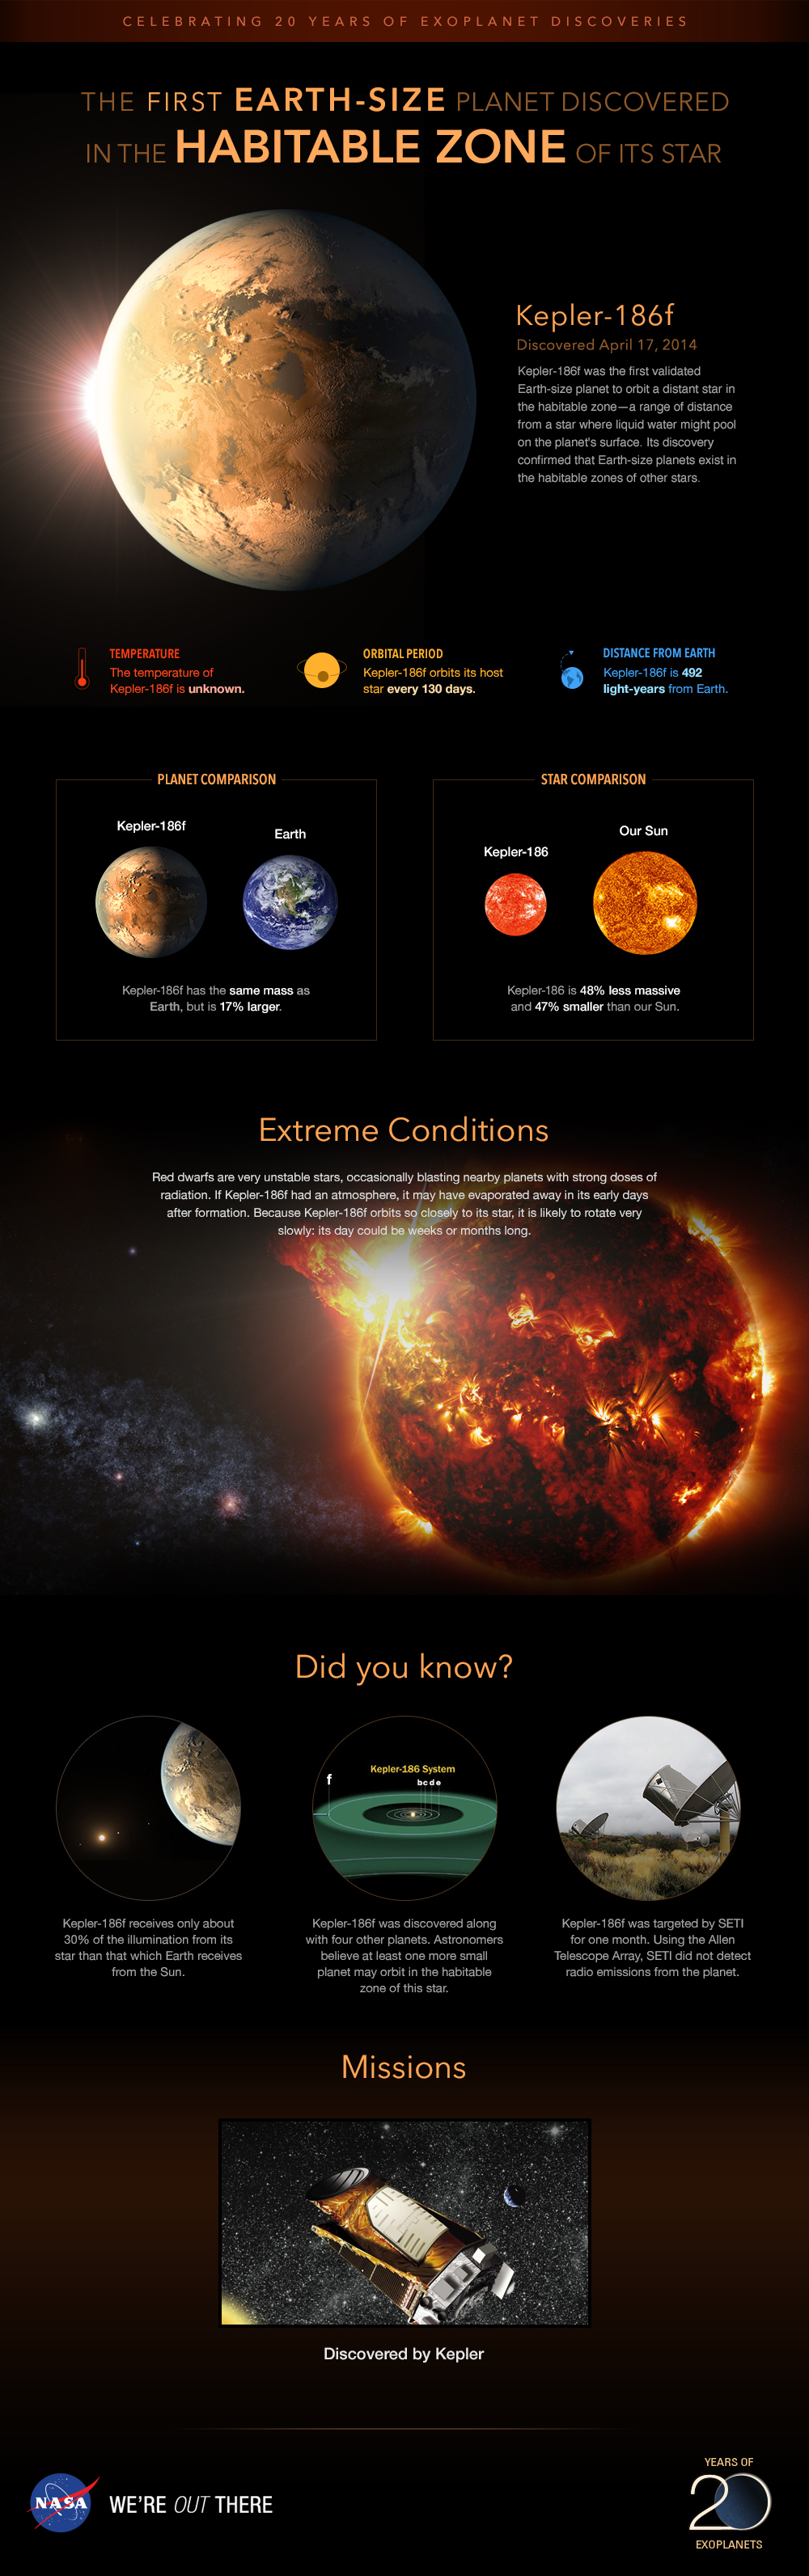 CELEBRATING 20 YEARS OF EXOPLANET DISCOVERIES
THE FIRST EARTH-SIZE PLANET DISCOVERED
IN THE HABITABLE ZONE OF ITS STAR
Kepler-186f
Discovered April 17, 2014
Kepler-186f was the first validated
Earth-size planet to orbit a distant star in
the habitable zone—a range of distance
from a star where liquid water might pool
on the planet's surface. Its discovery
confirmed that Earth-size planets exist in
the habitable zones of other stars.
TEMPERATURE
The temperature of
Kepler-186f is unknown.
ORBITAL PERIOD
Kepler-186f orbits its host
star every 130 days.
DISTANCE FROM EARTH
Kepler-186f is 492
light-years from Earth.
PLANET COMPARISON
Kepler-186f
Earth
Kepler-186f has the same mass as
Earth, but is 17% larger.
STAR COMPARISON
Kepler-186
Our Sun
Kepler-186 is 48% less massive
and 47% smaller than our Sun.
Extreme Conditions
Red dwarfs are very unstable stars, occasionally blasting nearby planets with strong doses of
radiation. If Kepler-186f had an atmosphere, it may have evaporated away in its early days
after formation. Because Kepler-186f orbits so closely to its star, it is likely to rotate very
slowly: its day could be weeks or months long.
Did you know?
Kepler-186f receives only about
30% of the illumination from its
star than that which Earth receives
from the Sun.
Kepler-186 System
f
b c d e
Kepler-186f was discovered along
with four other planets. Astronomers
believe at least one more small
planet may orbit in the habitable
zone of this star.
Kepler-186f was targeted by SETI
for one month. Using the Allen
Telescope Array, SETI did not detect
radio emissions from the planet.
Missions
Discovered by Kepler
NASA
WE'RE OUT THERE
YEARS OF
20
EXOPLANETS